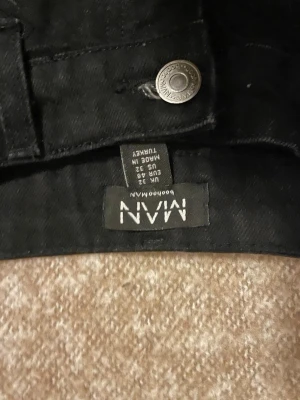 MAN
boohooMAN
UK 32
EUR 48
US 32
MADE IN
TURKEY